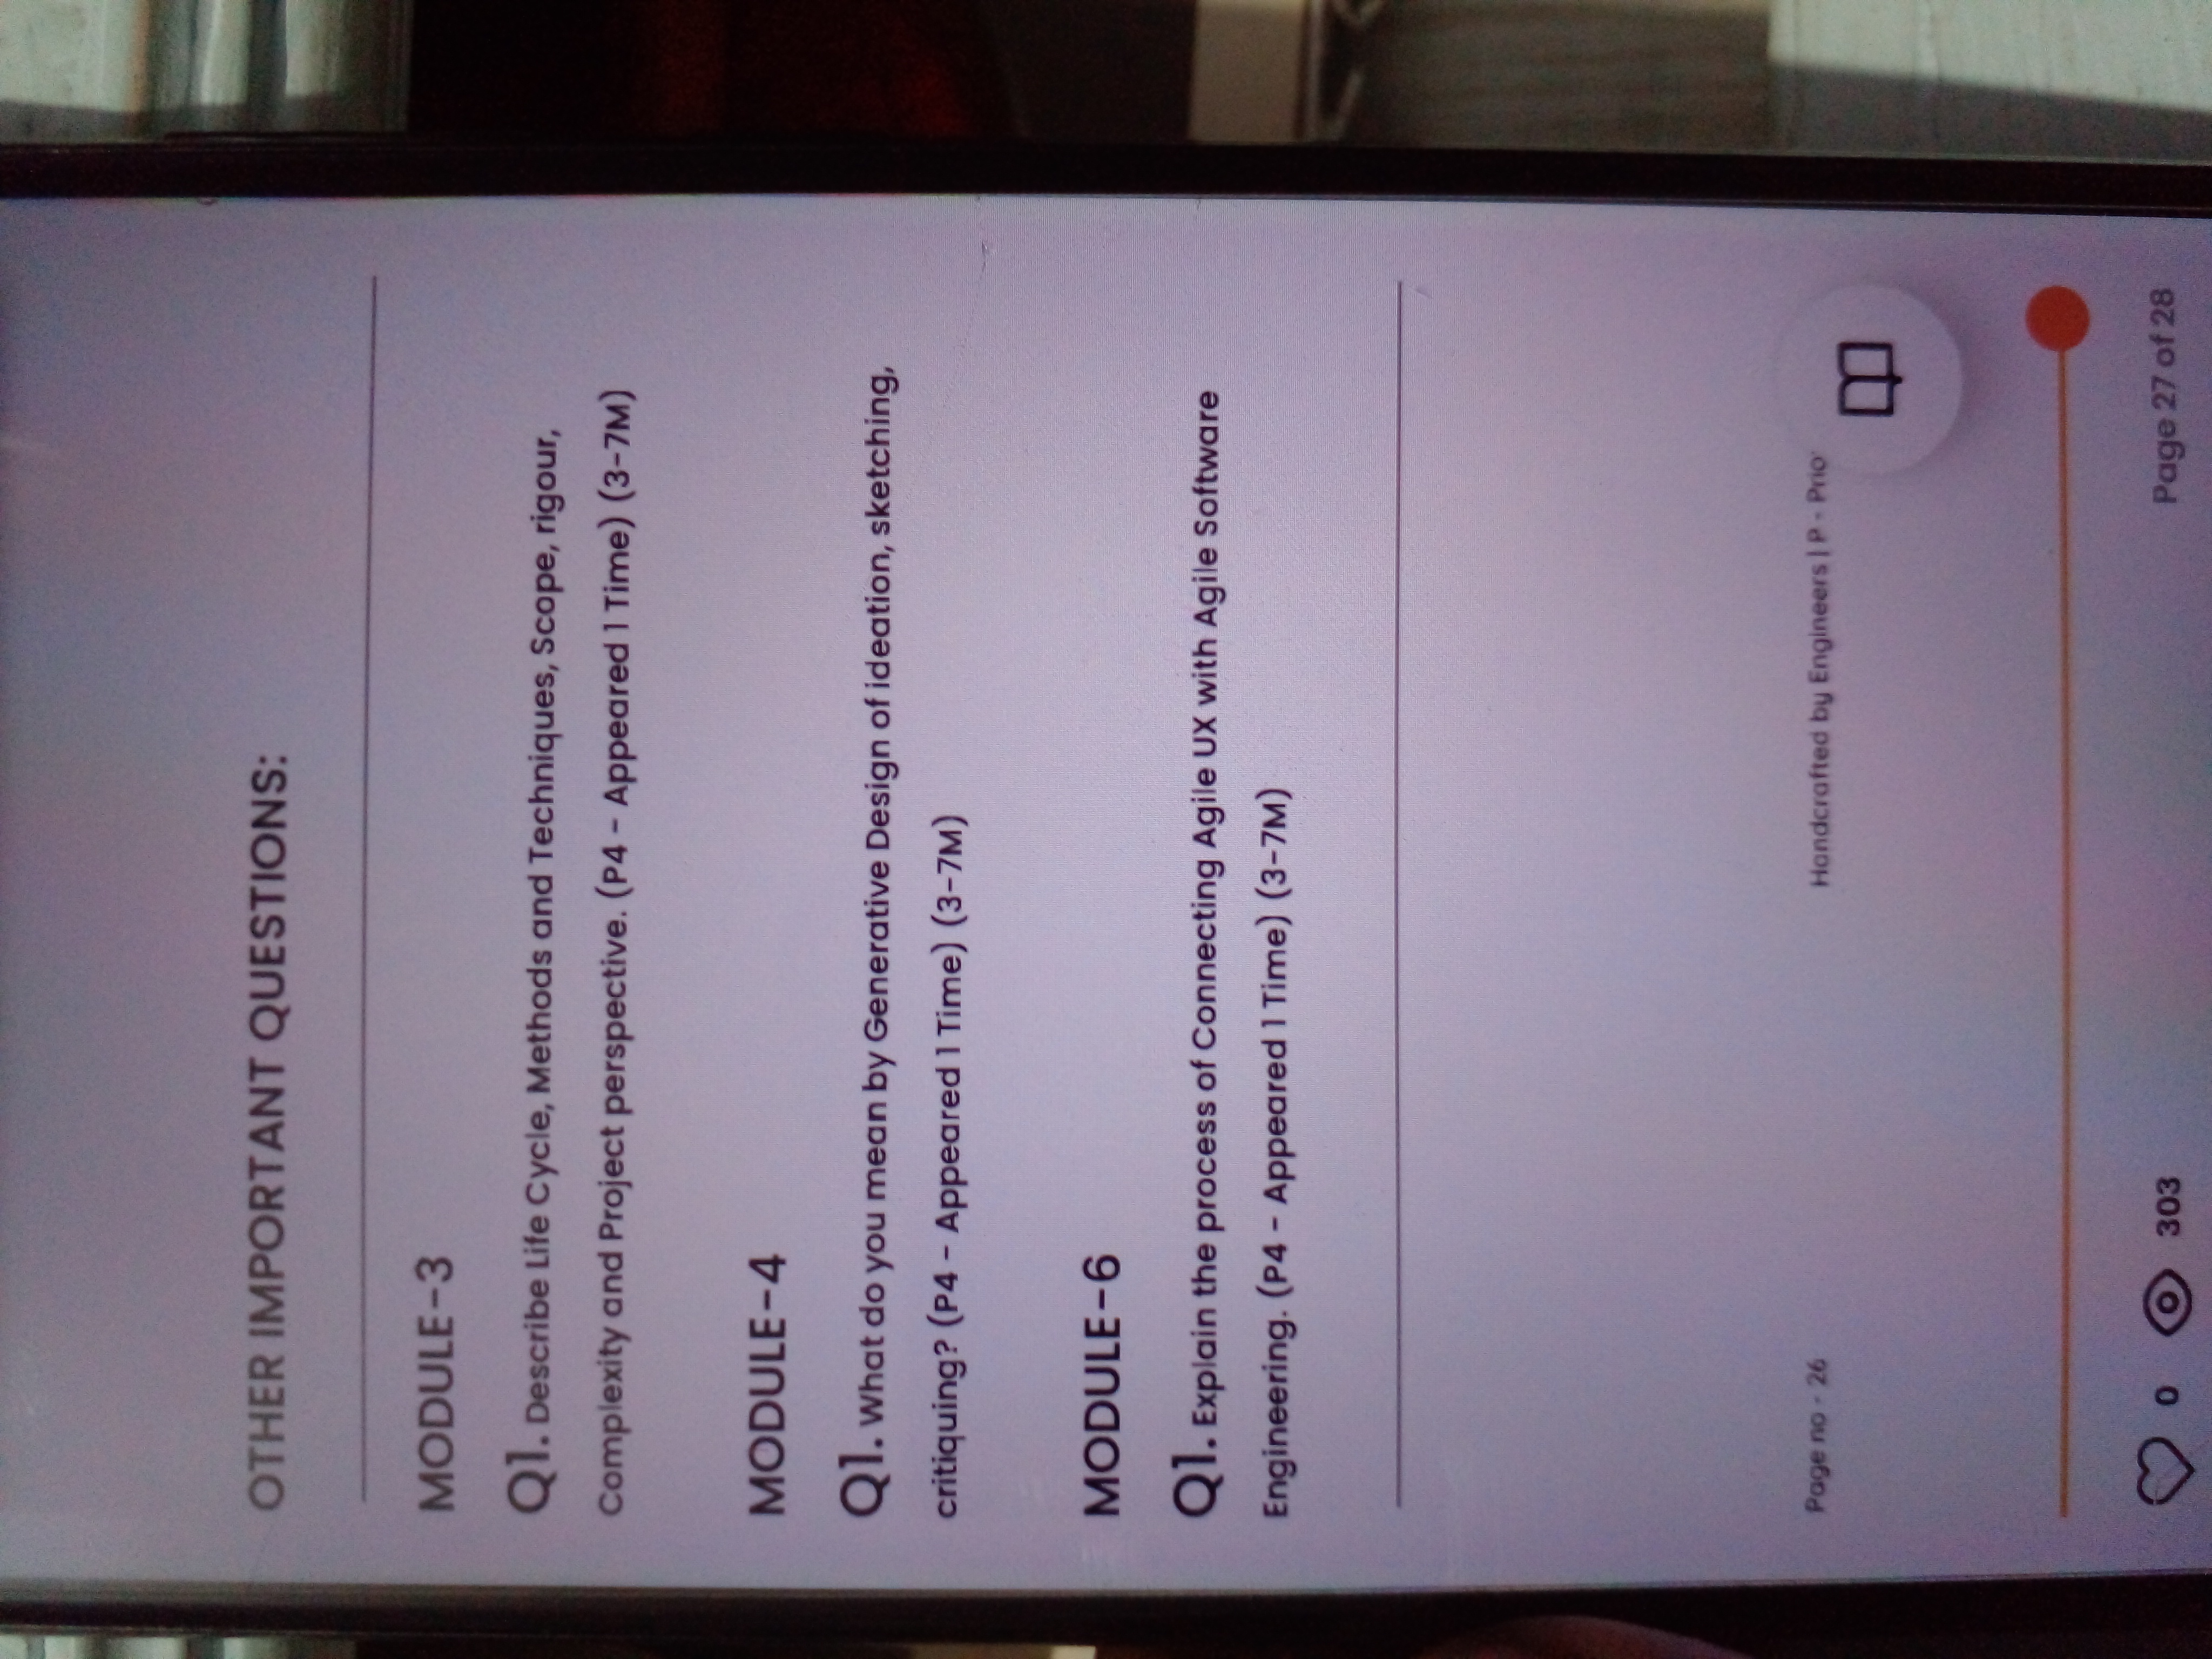 OTHER IMPORTANT QUESTIONS:
MODULE-3
Q1. Describe Life Cycle, Methods and Techniques, Scope, rigour,
Complexity and Project perspective. (P4 - Appeared 1 Time) (3-7M)
MODULE-4
Q1. What do you mean by Generative Design of ideation, sketching,
critiquing? (P4 - Appeared 1 Time) (3-7M)
MODULE-6
Q1. Explain the process of Connecting Agile UX with Agile Software
Engineering. (P4 - Appeared 1 Time) (3-7M)
Page no - 26
Handcrafted by Engineers | P - Prio
0 303
Page 27 of 28